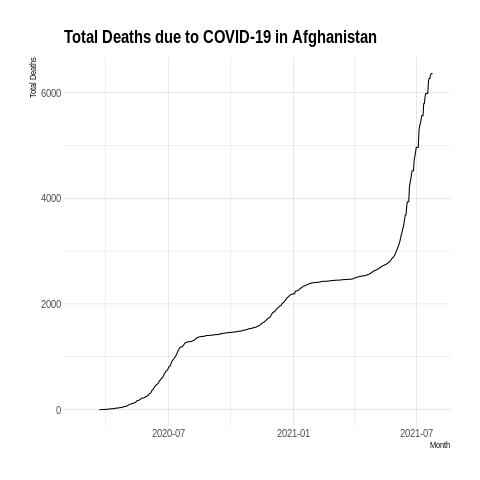 Total Deaths due to COVID-19 in Afghanistan
Total Deaths
6000
4000
2000
0
2020-07 2021-01 2021-07
Month